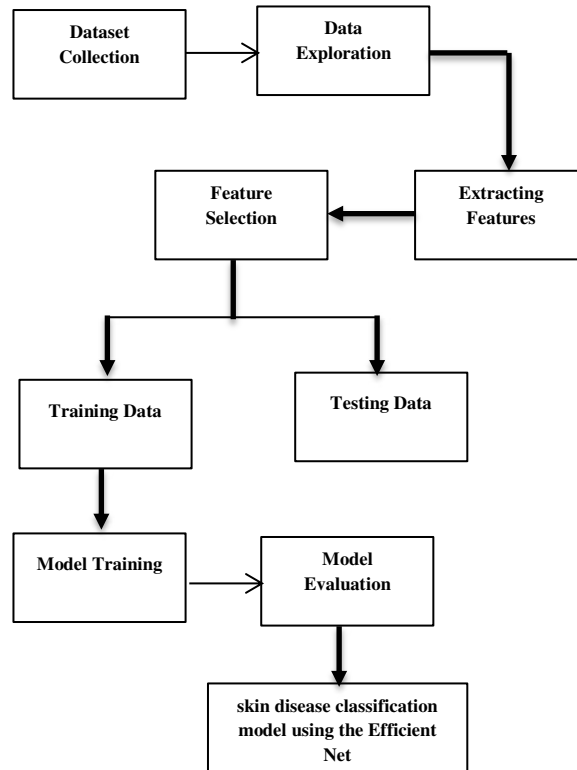 Dataset
Collection
Data
Exploration
Feature
Selection
Extracting
Features
Training Data
Testing Data
Model Training
Model
Evaluation
skin disease classification
model using the Efficient
Net